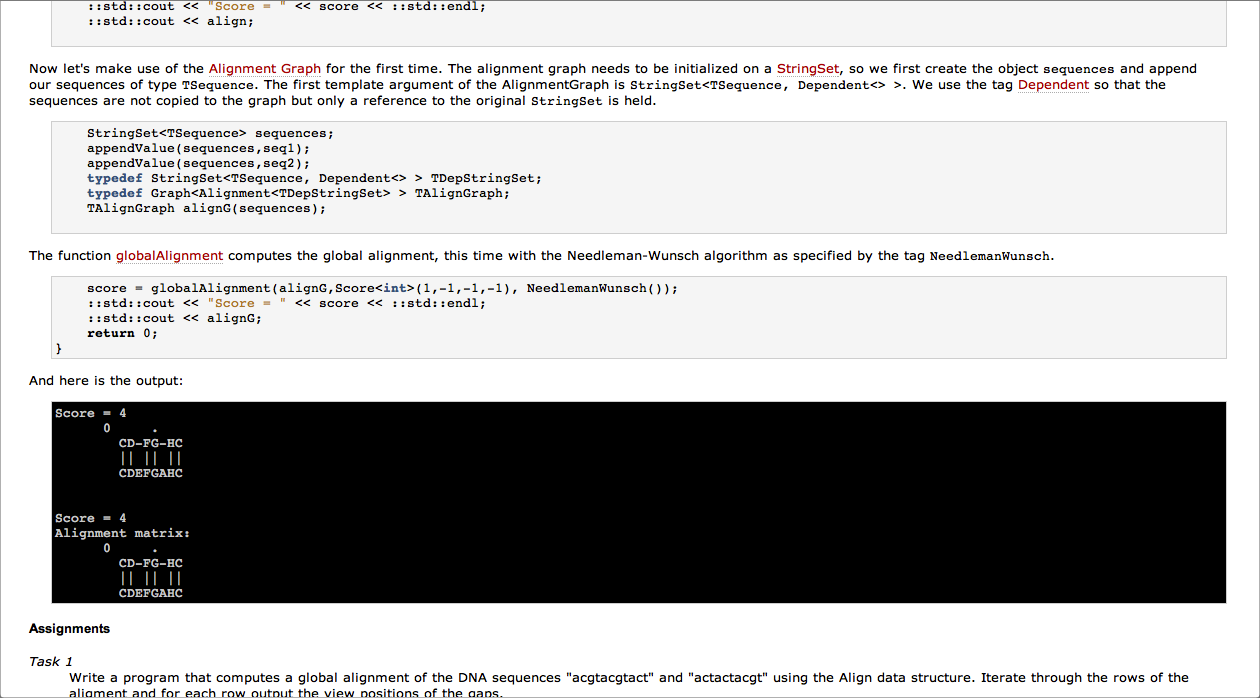 ::std::cout << "Score = " << score << ::std::endl;
::std::cout << align;
Now let's make use of the Alignment Graph for the first time. The alignment graph needs to be initialized on a StringSet, so we first create the object sequences and append
our sequences of type TSequence. The first template argument of the AlignmentGraph is StringSet<TSequence, Dependent<> >. We use the tag Dependent so that the
sequences are not copied to the graph but only a reference to the original StringSet is held.
StringSet<TSequence> sequences;
appendValue(sequences,seq1);
appendValue(sequences,seq2);
typedef StringSet<TSequence, Dependent<> > TDepStringSet;
typedef Graph<Alignment<TDepStringSet> > TAlignGraph;
TAlignGraph alignG(sequences);
The function globalAlignment computes the global alignment, this time with the Needleman-Wunsch algorithm as specified by the tag NeedlemanWunsch.
score = globalAlignment(alignG,Score<int>(1,-1,-1,-1), NeedlemanWunsch());
::std::cout << "Score = " << score << ::std::endl;
::std::cout << alignG;
return 0;
}
And here is the output:
Score = 4
0     .
CD-FG-HC
|| || ||
CDEFGAHC
Score = 4
Alignment matrix:
0     .
CD-FG-HC
|| || ||
CDEFGAHC
Assignments
Task 1
Write a program that computes a global alignment of the DNA sequences "acgtacgtact" and "actactacgt" using the Align data structure. Iterate through the rows of the
aligment and for each row output the view positions of the gaps.